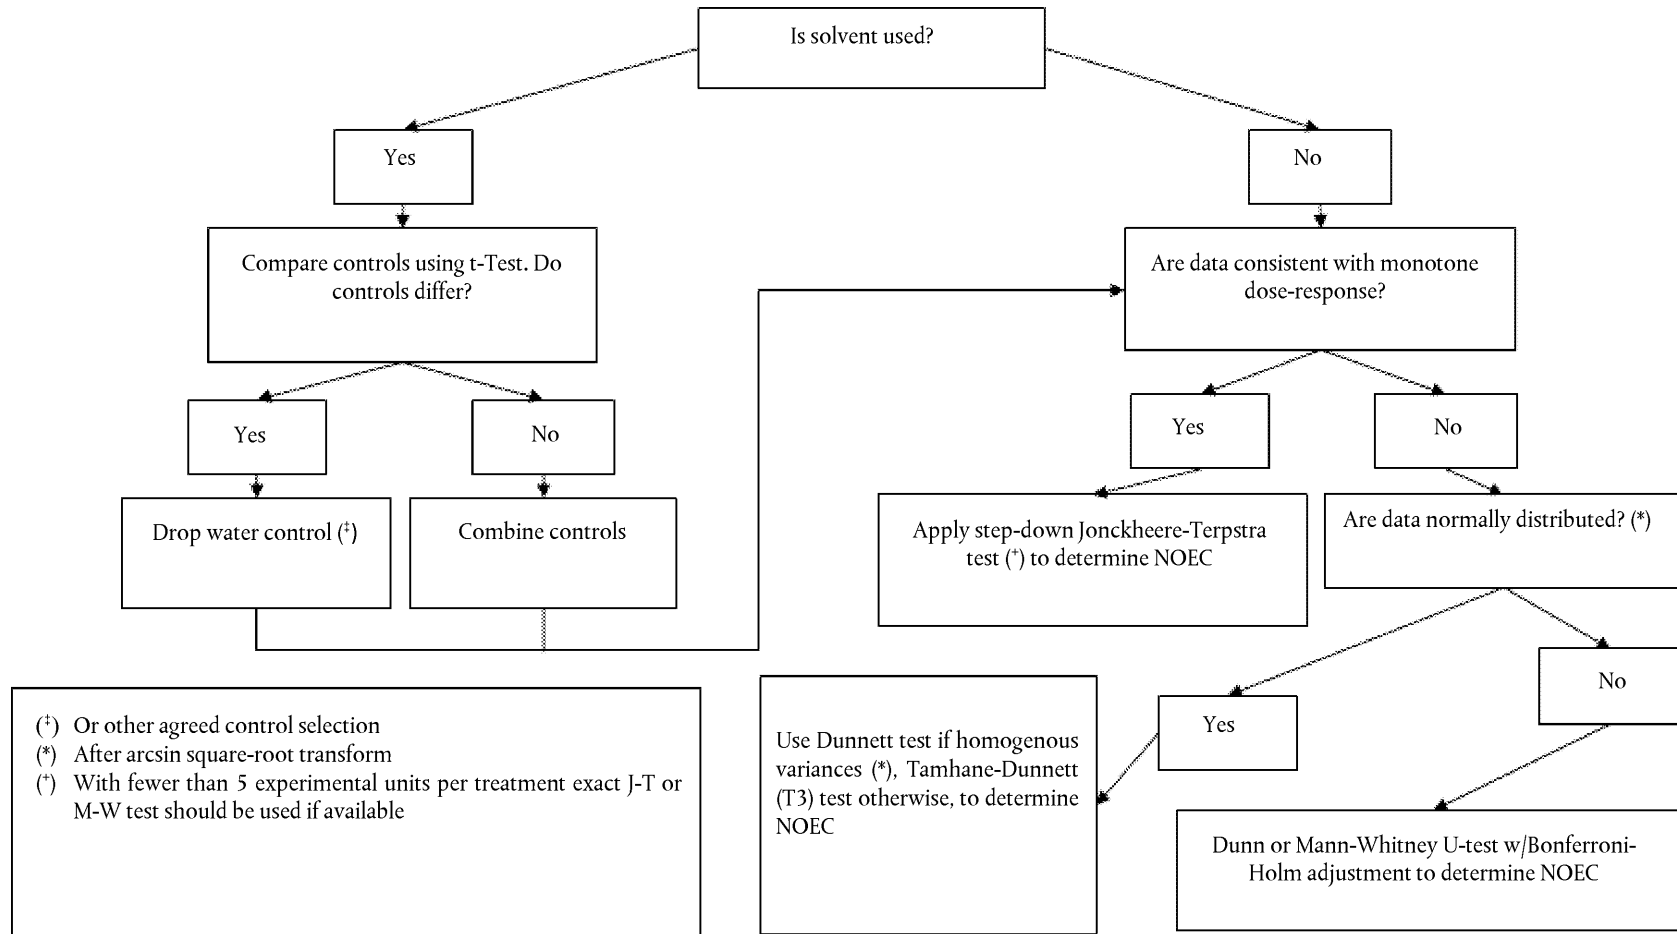 Is solvent used?
Yes
No
Compare controls using t-Test. Do
controls differ?
Are data consistent with monotone
dose-response?
Yes
No
Yes
No
Drop water control (‡)
Combine controls
Apply step-down Jonckheere-Terpstra
test (⁺) to determine NOEC
Are data normally distributed? (*)
No
Yes
(‡) Or other agreed control selection
(*) After arcsin square-root transform
(⁺) With fewer than 5 experimental units per treatment exact J-T or
M-W test should be used if available
Use Dunnett test if homogenous
variances (*), Tamhane-Dunnett
(T3) test otherwise, to determine
NOEC
Dunn or Mann-Whitney U-test w/Bonferroni-
Holm adjustment to determine NOEC